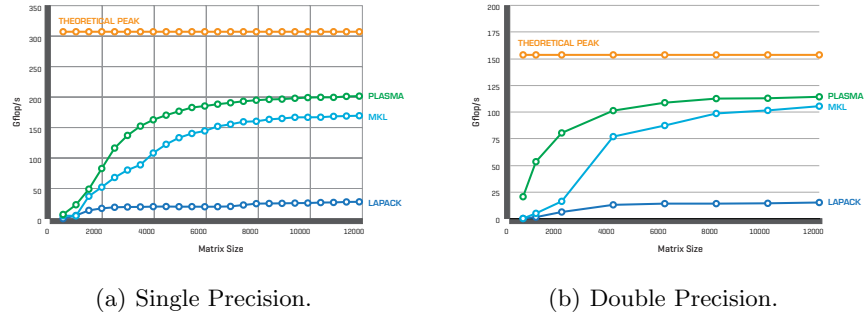 350
300
250
200
150
100
50
0
Gflop/s
THEORETICAL PEAK
PLASMA
MKL
LAPACK
0 2000 4000 6000 8000 10000 12000
Matrix Size
(a) Single Precision.
200
175
150
125
100
75
50
25
0
Gflop/s
THEORETICAL PEAK
PLASMA
MKL
LAPACK
0 2000 4000 6000 8000 10000 12000
Matrix Size
(b) Double Precision.